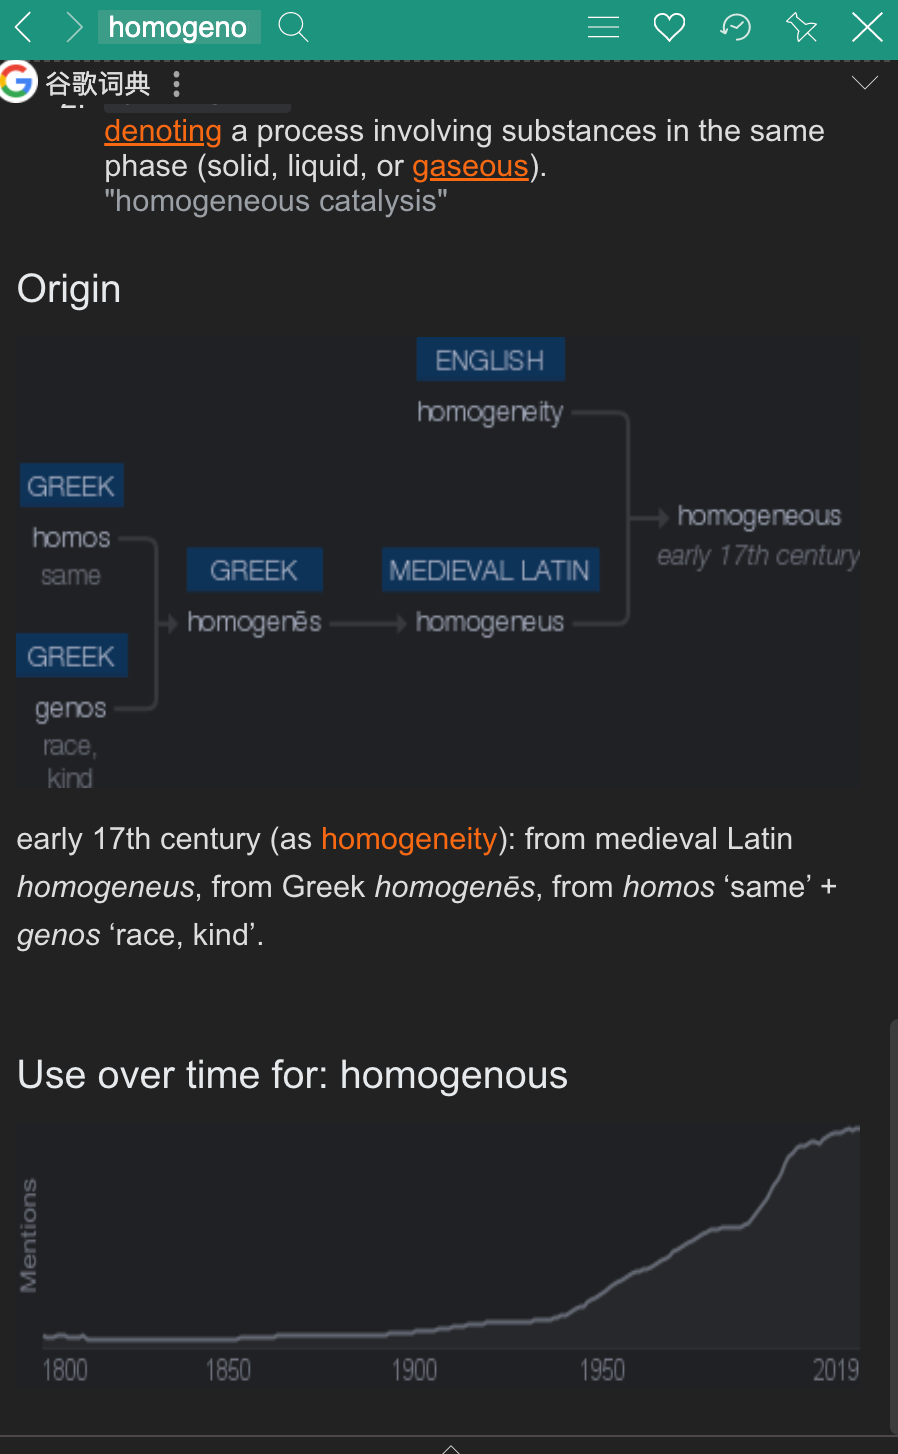 homogeno
谷歌词典
2.
denoting a process involving substances in the same
phase (solid, liquid, or gaseous).
"homogeneous catalysis"
Origin
ENGLISH
homogeneity
GREEK
homos
same
GREEK
genos
race,
kind
GREEK
homogenēs
MEDIEVAL LATIN
homogeneus
homogeneous
early 17th century
early 17th century (as homogeneity): from medieval Latin
homogeneus, from Greek homogenēs, from homos ‘same’ +
genos ‘race, kind’.
Use over time for: homogenous
Mentions
1800 1850 1900 1950 2019